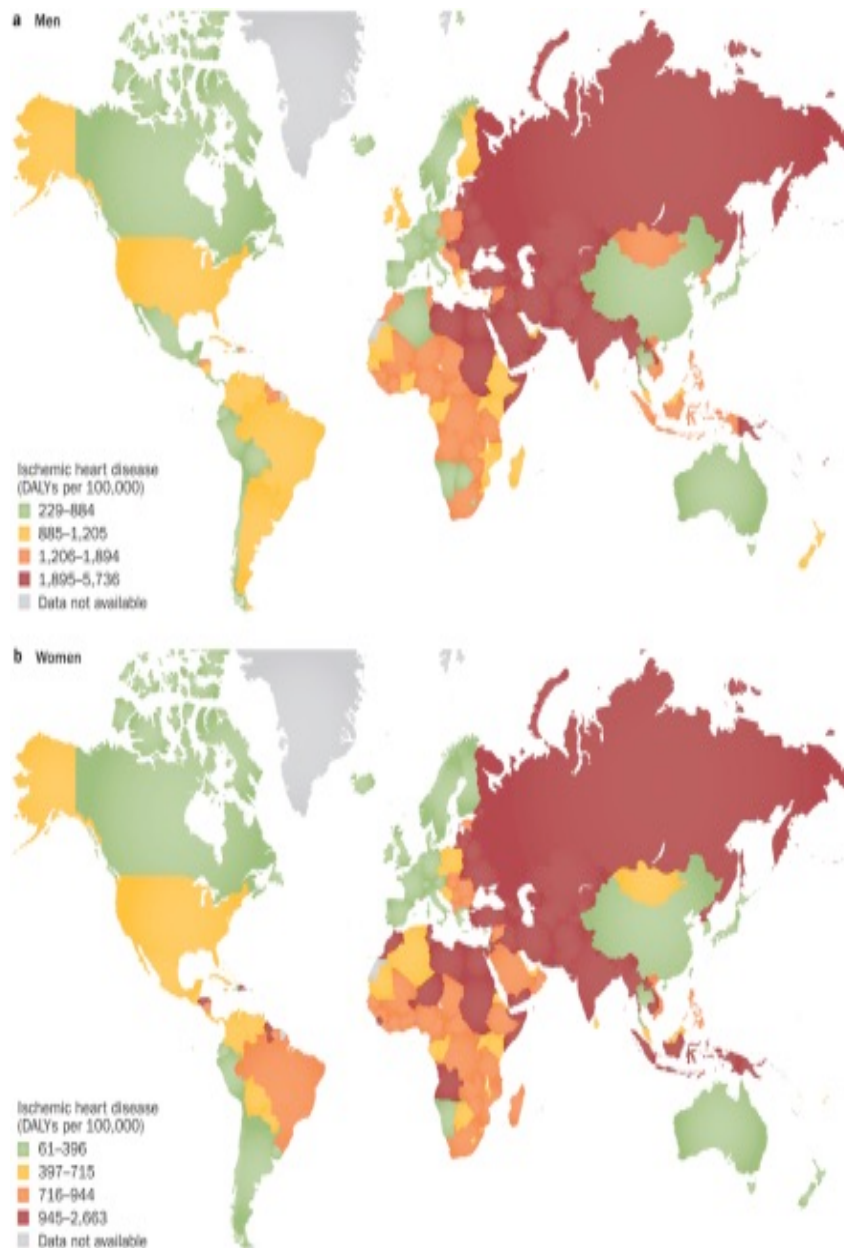 a Men
Ischemic heart disease
(DALYs per 100,000)
229–884
885–1,205
1,206–1,894
1,895–5,736
Data not available
b Women
Ischemic heart disease
(DALYs per 100,000)
61–396
397–715
716–944
945–2,663
Data not available